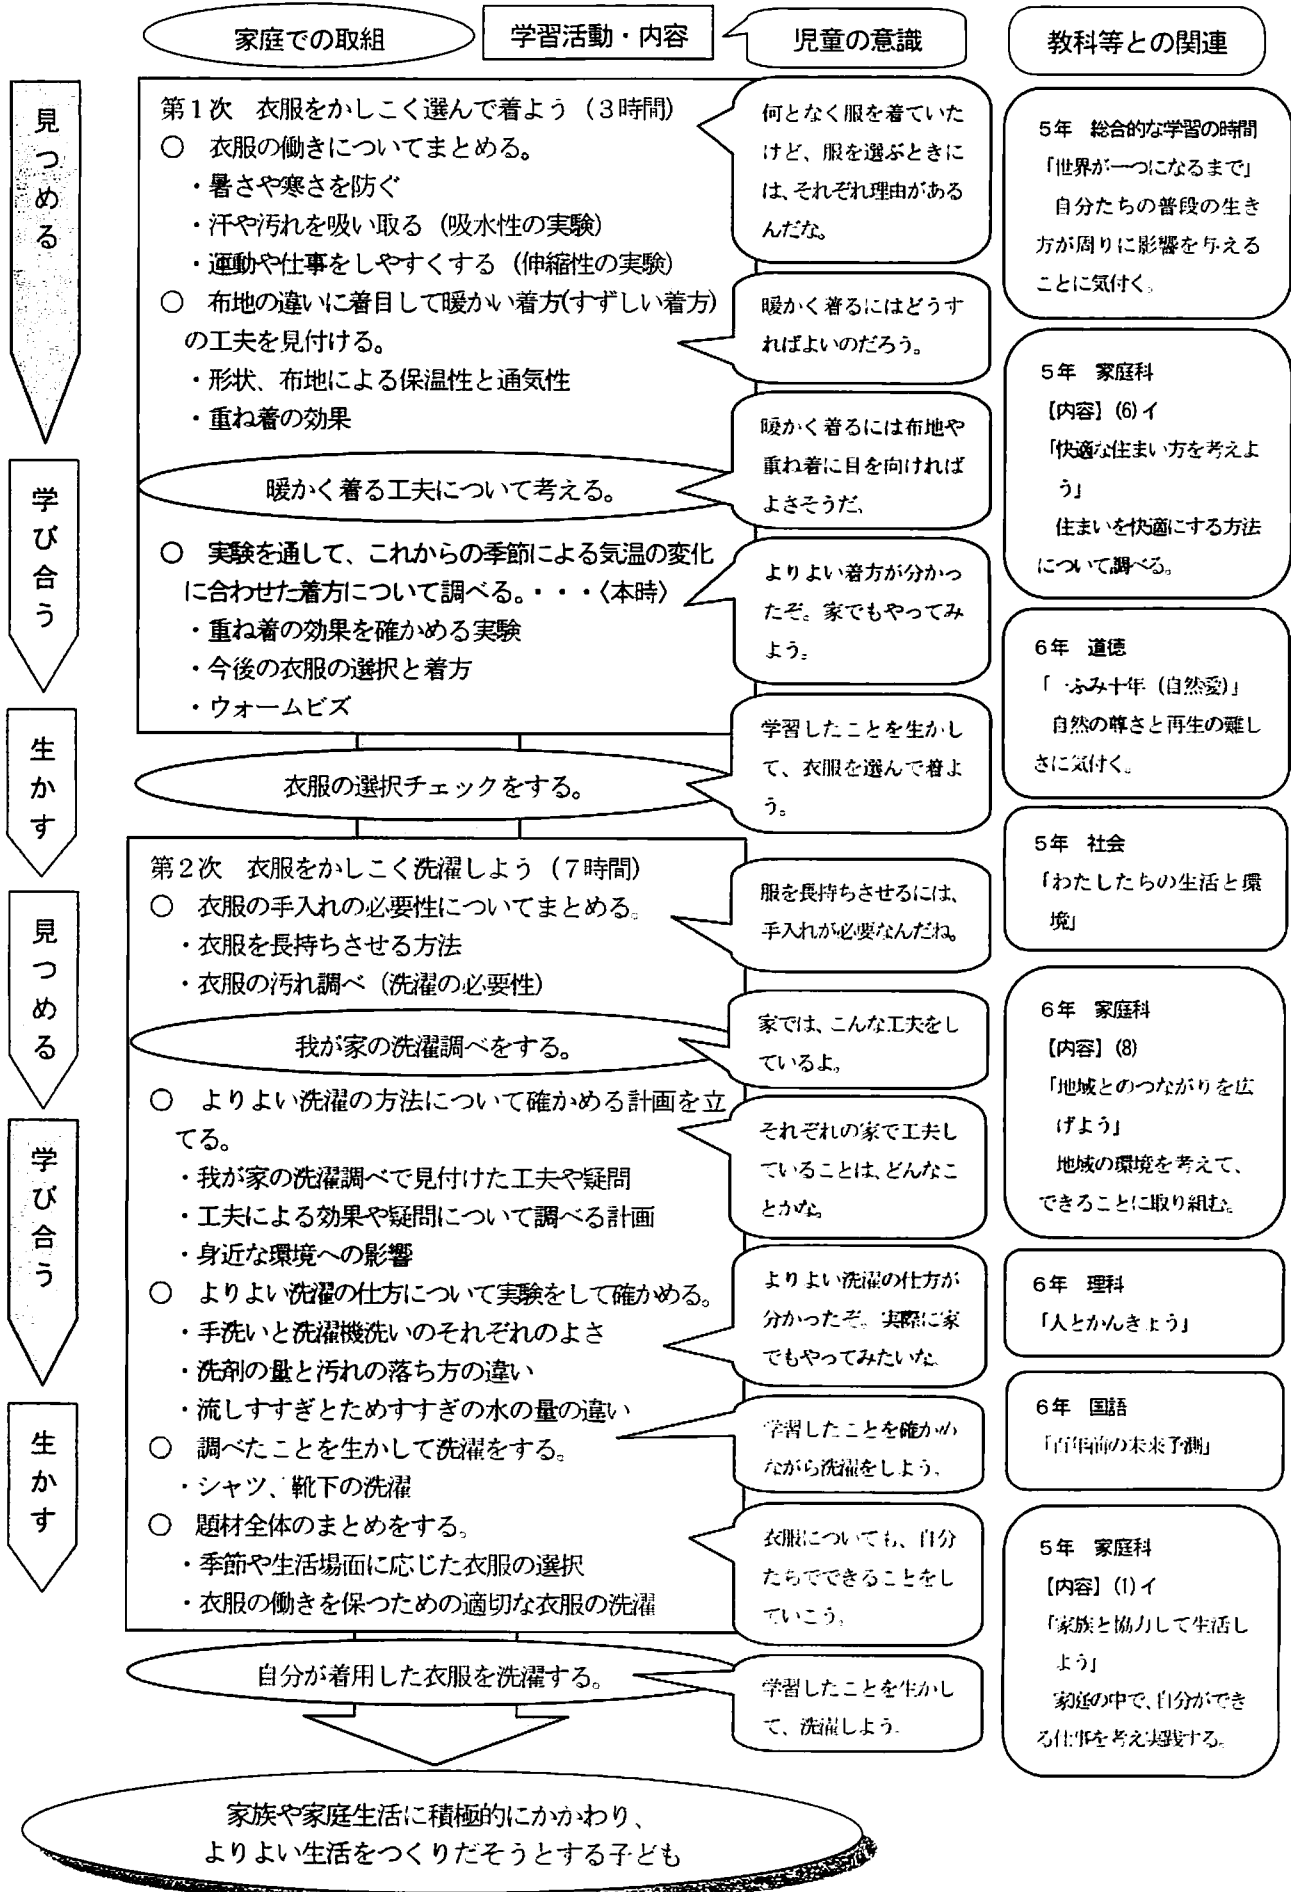 家庭での取組
学習活動・内容
児童の意識
教科等との関連
見つめる
学び合う
生かす
見つめる
学び合う
生かす
第1次 衣服をかしこく選んで着よう(3時間)
○ 衣服の働きについてまとめる。
・暑さや寒さを防ぐ
・汗や汚れを吸い取る(吸水性の実験)
・運動や仕事をしやすくする(伸縮性の実験)
○ 布地の違いに着目して暖かい着方(すずしい着方)
の工夫を見付ける。
・形状、布地による保温性と通気性
・重ね着の効果
暖かく着る工夫について考える。
○ 実験を通して、これからの季節による気温の変化
に合わせた着方について調べる。・・・〈本時〉
・重ね着の効果を確かめる実験
・今後の衣服の選択と着方
・ウォームビズ
衣服の選択チェックをする。
第2次 衣服をかしこく洗濯しよう(7時間)
○ 衣服の手入れの必要性についてまとめる。
・衣服を長持ちさせる方法
・衣服の汚れ調べ(洗濯の必要性)
我が家の洗濯調べをする。
○ よりよい洗濯の方法について確かめる計画を立
てる。
・我が家の洗濯調べで見付けた工夫や疑問
・工夫による効果や疑問について調べる計画
・身近な環境への影響
○ よりよい洗濯の仕方について実験をして確かめる。
・手洗いと洗濯機洗いのそれぞれのよさ
・洗剤の量と汚れの落ち方の違い
・流しすすぎとためすすぎの水の量の違い
○ 調べたことを生かして洗濯をする。
・シャツ、靴下の洗濯
○ 題材全体のまとめをする。
・季節や生活場面に応じた衣服の選択
・衣服の働きを保つための適切な衣服の洗濯
自分が着用した衣服を洗濯する。
家族や家庭生活に積極的にかかわり、
よりよい生活をつくりだそうとする子ども
何となく服を着ていた
けど、服を選ぶときに
は、それぞれ理由がある
んだな。
暖かく着るにはどうす
ればよいのだろう。
暖かく着るには布地や
重ね着に目を向ければ
よさそうだ。
よりよい着方が分かっ
たぞ。家でもやってみ
よう。
学習したことを生かし
て、衣服を選んで着よ
う。
服を長持ちさせるには、
手入れが必要なんだね。
家では、こんな工夫をし
ているよ。
それぞれの家で工夫し
ていることは、どんなこ
とかな。
よりよい洗濯の仕方が
分かったぞ。実際に家
でもやってみたいな。
学習したことを確かめ
ながら洗濯をしよう。
衣服についても、自分
たちでできることをし
ていこう。
学習したことを生かし
て、洗濯しよう。
5年 総合的な学習の時間
「世界が一つになるまで」
自分たちの普段の生き
方が周りに影響を与える
ことに気付く。
5年 家庭科
【内容】(6)イ
「快適な住まい方を考えよ
う」
住まいを快適にする方法
について調べる。
6年 道徳
「一ふみ十年(自然愛)」
自然の尊さと再生の難し
さに気付く。
5年 社会
「わたしたちの生活と環
境」
6年 家庭科
【内容】(8)
「地域とのつながりを広
げよう」
地域の環境を考えて、
できることに取り組む。
6年 理科
「人とかんきょう」
6年 国語
「百年前の未来予測」
5年 家庭科
【内容】(1)イ
「家族と協力して生活し
よう」
家庭の中で、自分ができ
る仕事を考え実践する。